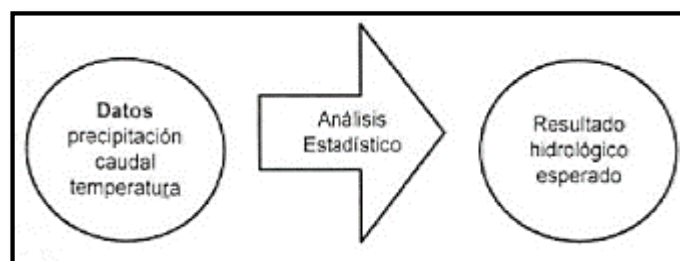 Datos
precipitación
caudal
temperatura
Análisis
Estadístico
Resultado
hidrológico
esperado